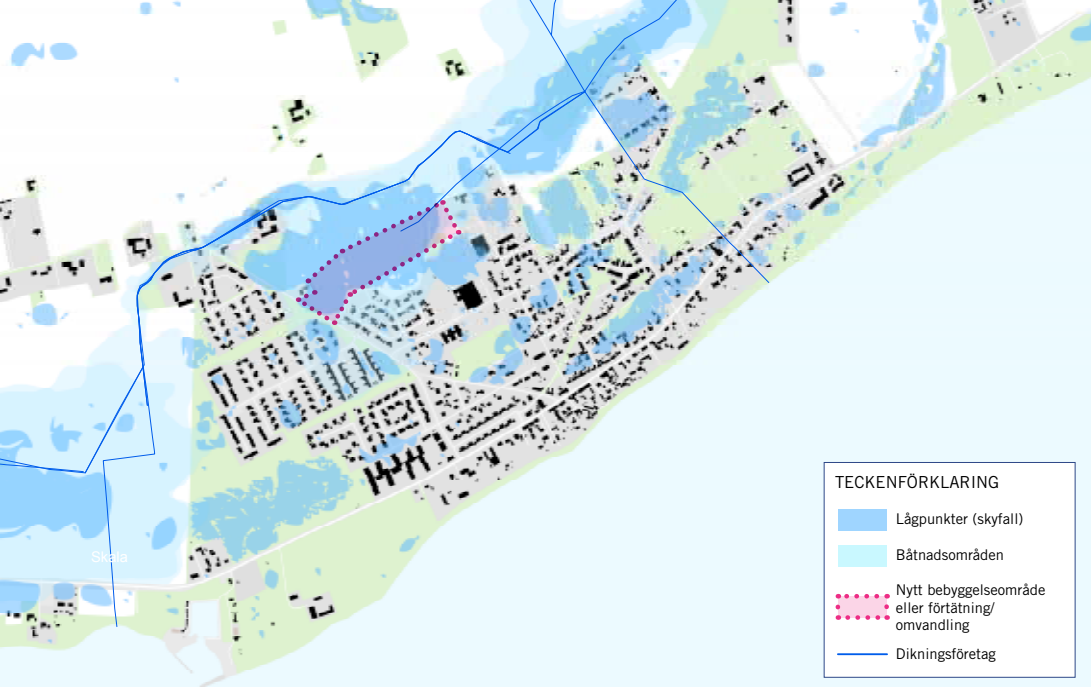 Skala
TECKENFÖRKLARING
Lågpunkter (skyfall)
Båtnadsområden
Nytt bebyggelseområde
eller förtätning/
omvandling
Dikningsföretag